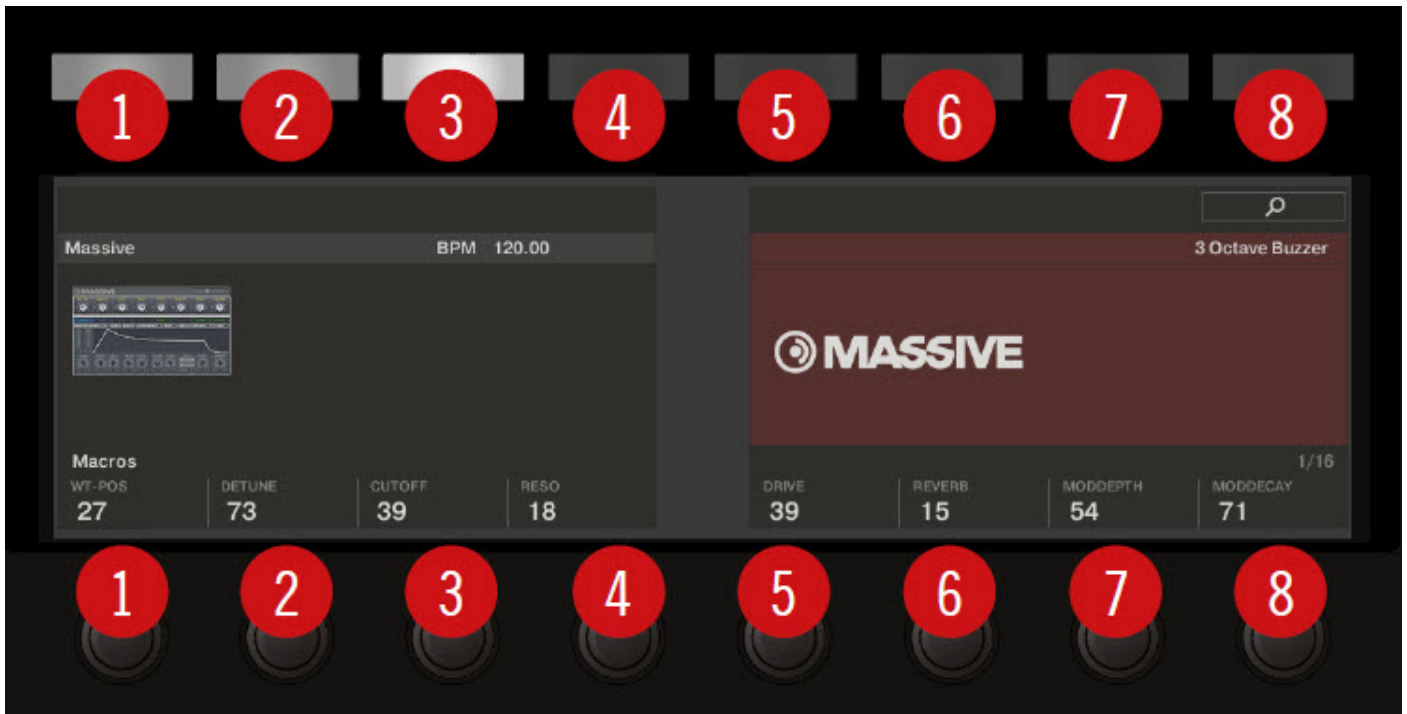 1 2 3 4 5 6 7 8
Massive BPM 120.00 3 Octave Buzzer
MASSIVE
MASSIVE
Macros 1/16
WT-POS DETUNE CUTOFF RESO DRIVE REVERB MODDEPTH MODDECAY
27 73 39 18 39 15 54 71
1 2 3 4 5 6 7 8